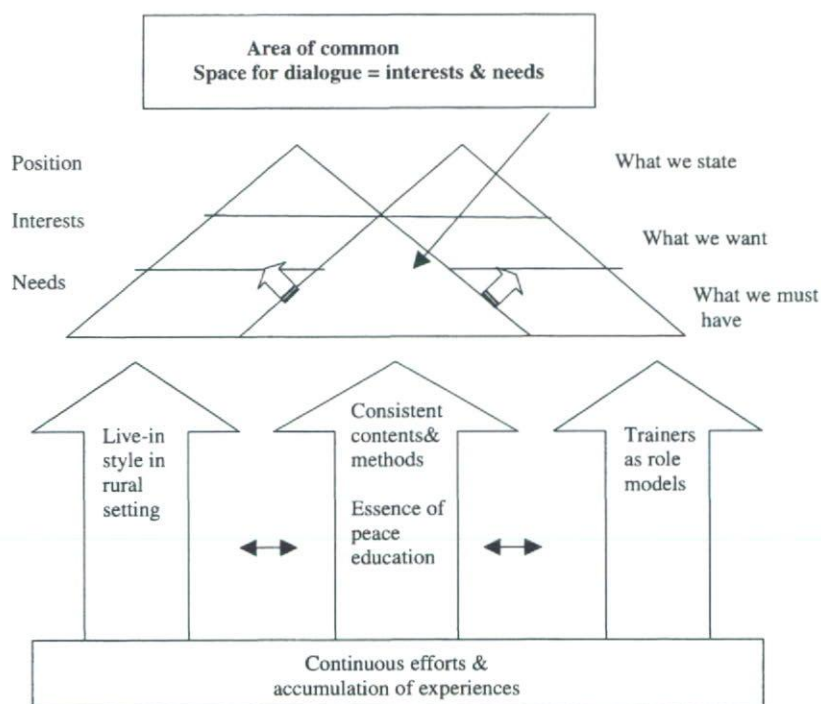 Area of common
Space for dialogue = interests & needs
Position
What we state
Interests
What we want
Needs
What we must
have
Live-in
style in
rural
setting
Consistent
contents&
methods
Essence of
peace
education
Trainers
as role
models
Continuous efforts &
accumulation of experiences